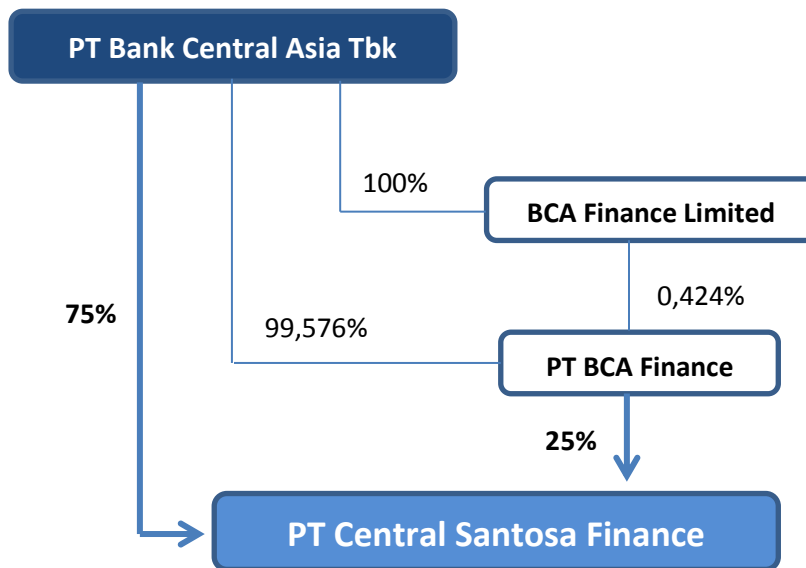 PT Bank Central Asia Tbk
100%
BCA Finance Limited
75%
0,424%
99,576%
PT BCA Finance
25%
PT Central Santosa Finance